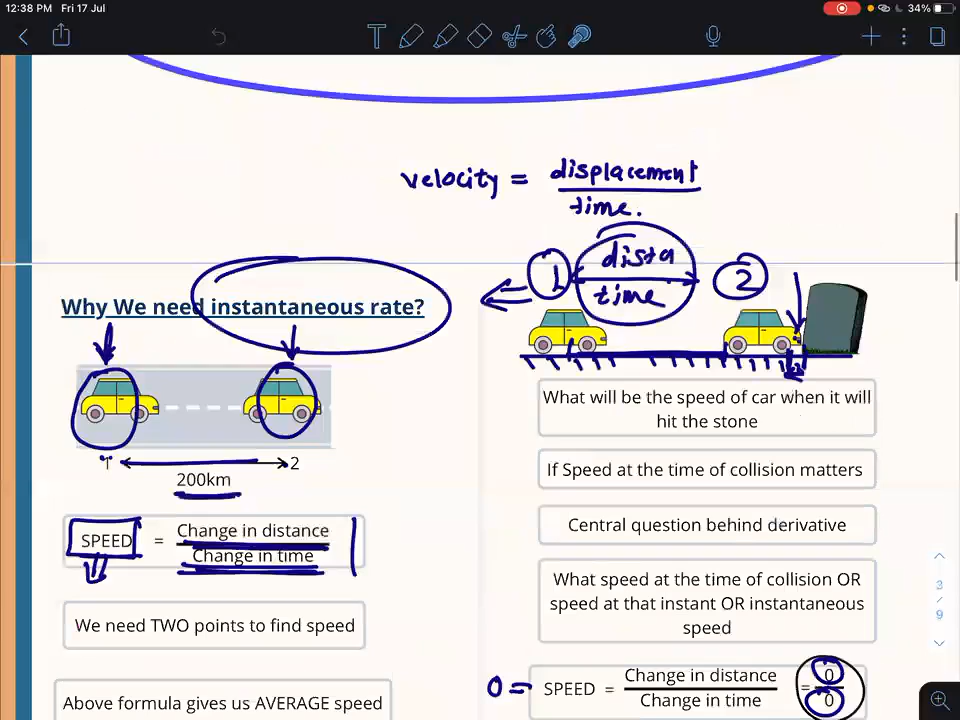 12:38 PM Fri 17 Jul
34%
velocity = displacement
time.
1
dista
time
2
Why We need instantaneous rate?
1
2
200km
SPEED = Change in distance
Change in time
We need TWO points to find speed
Above formula gives us AVERAGE speed
What will be the speed of car when it will
hit the stone
If Speed at the time of collision matters
Central question behind derivative
What speed at the time of collision OR
speed at that instant OR instantaneous
speed
0 = SPEED = Change in distance = 0
Change in time 0
3
/
9